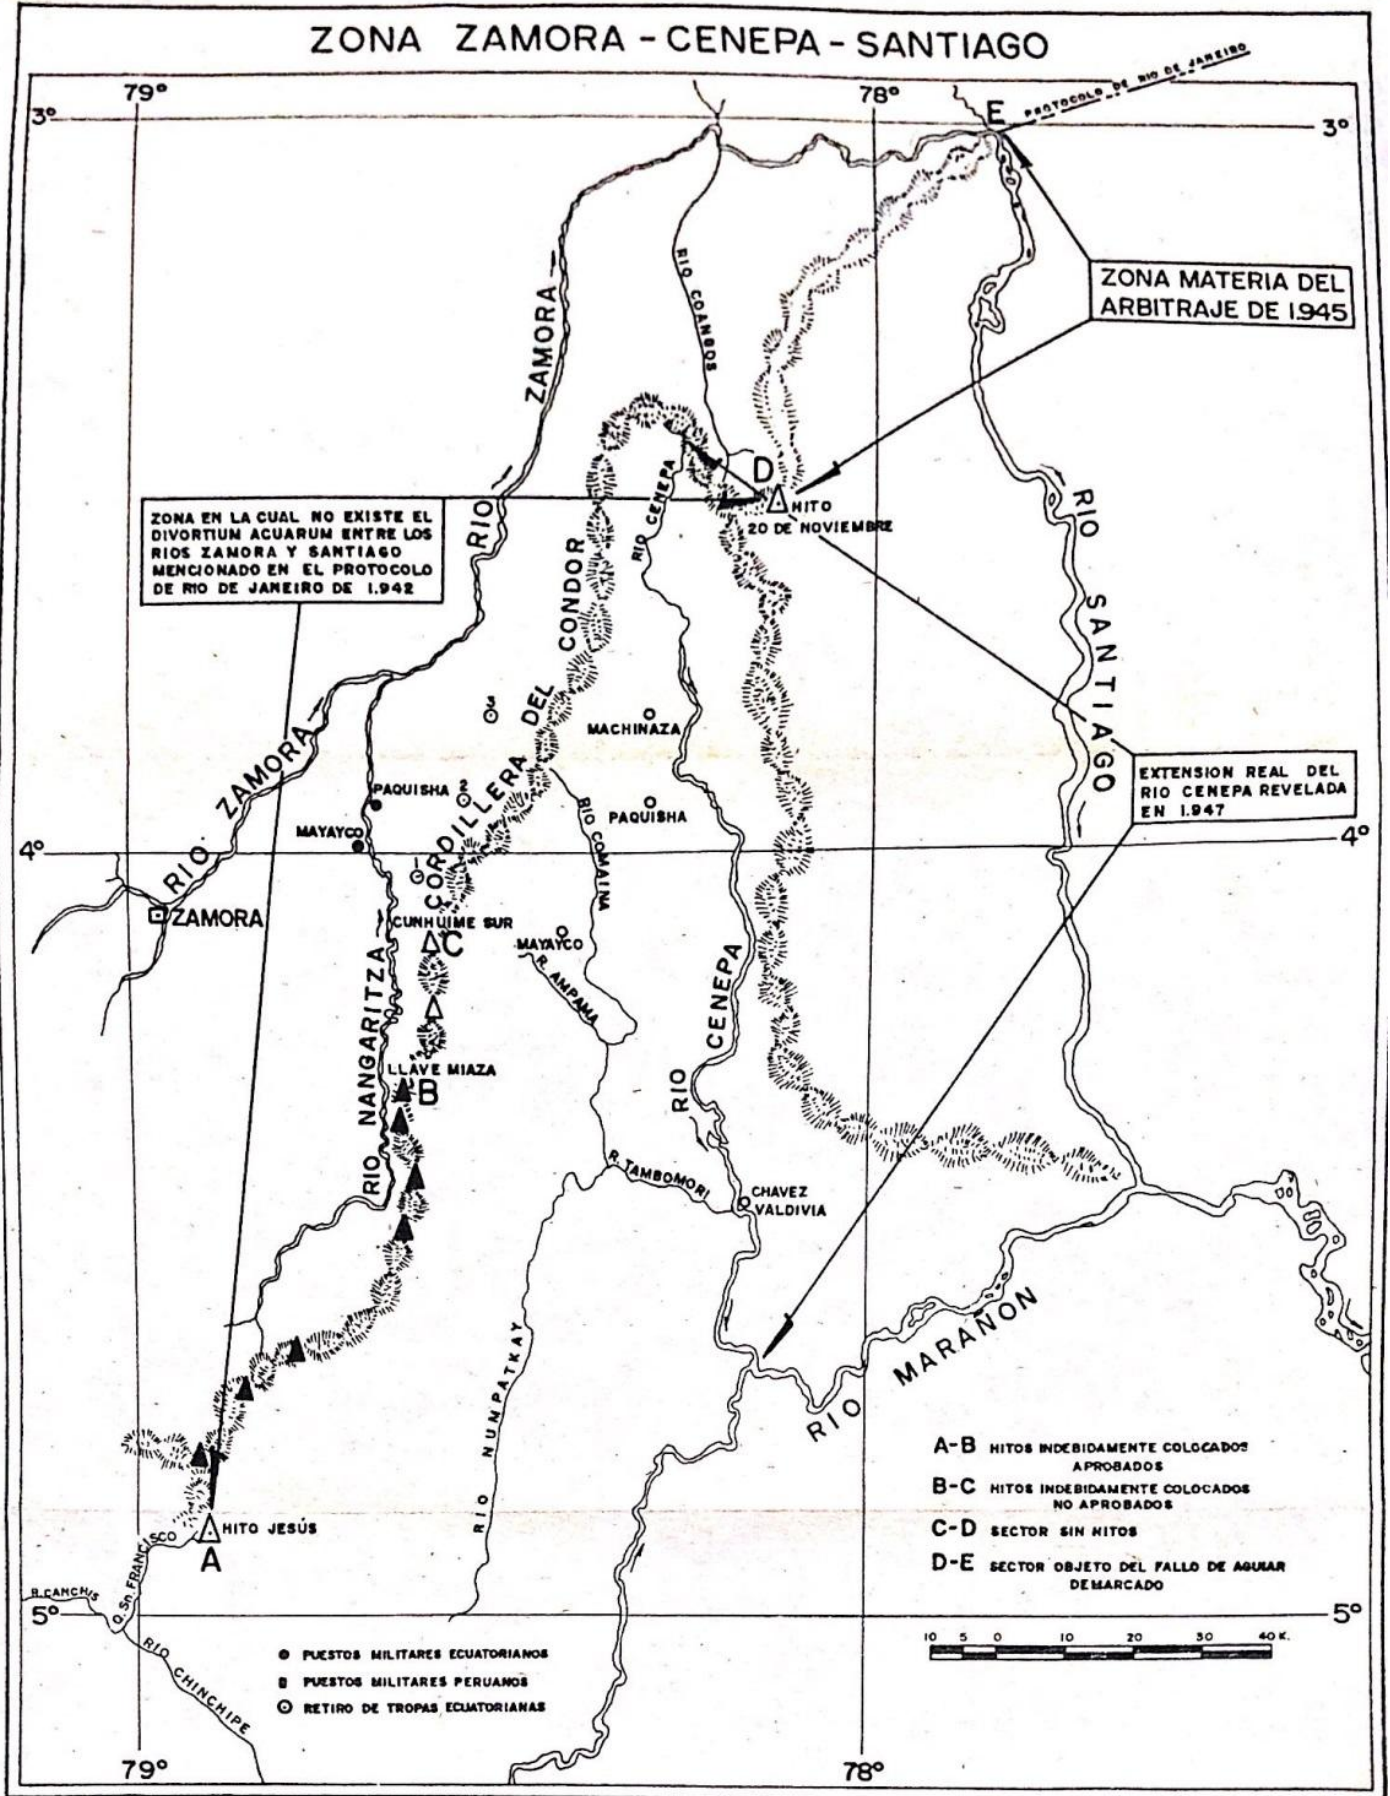 ZONA ZAMORA - CENEPA - SANTIAGO
79°
78°
3°
3°
E
PROTOCOLO DE RIO DE JANEIRO
ZONA MATERIA DEL
ARBITRAJE DE 1.945
RIO COANGOS
RIO ZAMORA
D
HITO
20 DE NOVIEMBRE
RIO CENEPA
ZONA EN LA CUAL NO EXISTE EL
DIVORTIUM ACUARUM ENTRE LOS
RIOS ZAMORA Y SANTIAGO
MENCIONADO EN EL PROTOCOLO
DE RIO DE JANEIRO DE 1.942
RIO SANTIAGO
CORDILLERA DEL CONDOR
3
MACHINAZA
RIO ZAMORA
EXTENSION REAL DEL
RIO CENEPA REVELADA
EN 1.947
PAQUISHA
2
PAQUISHA
MAYAYCO
RIO COMAINA
4°
4°
1
ZAMORA
CUNHUIME SUR
C
MAYAYCO
R. AMPAMA
RIO CENEPA
RIO NANGARITZA
LLAVE MIAZA
B
R. TAMBOMORI
CHAVEZ
VALDIVIA
RIO NUMPATKAY
RIO MARAÑON
A-B HITOS INDEBIDAMENTE COLOCADOS
APROBADOS
B-C HITOS INDEBIDAMENTE COLOCADOS
NO APROBADOS
C-D SECTOR SIN HITOS
D-E SECTOR OBJETO DEL FALLO DE AGUIAR
DEMARCADO
HITO JESÚS
A
Q. Sn. FRANCISCO
R. CANCHIS
5°
5°
RIO CHINCHIPE
10 5 0 10 20 30 40 K.
PUESTOS MILITARES ECUATORIANOS
PUESTOS MILITARES PERUANOS
RETIRO DE TROPAS ECUATORIANAS
79°
78°